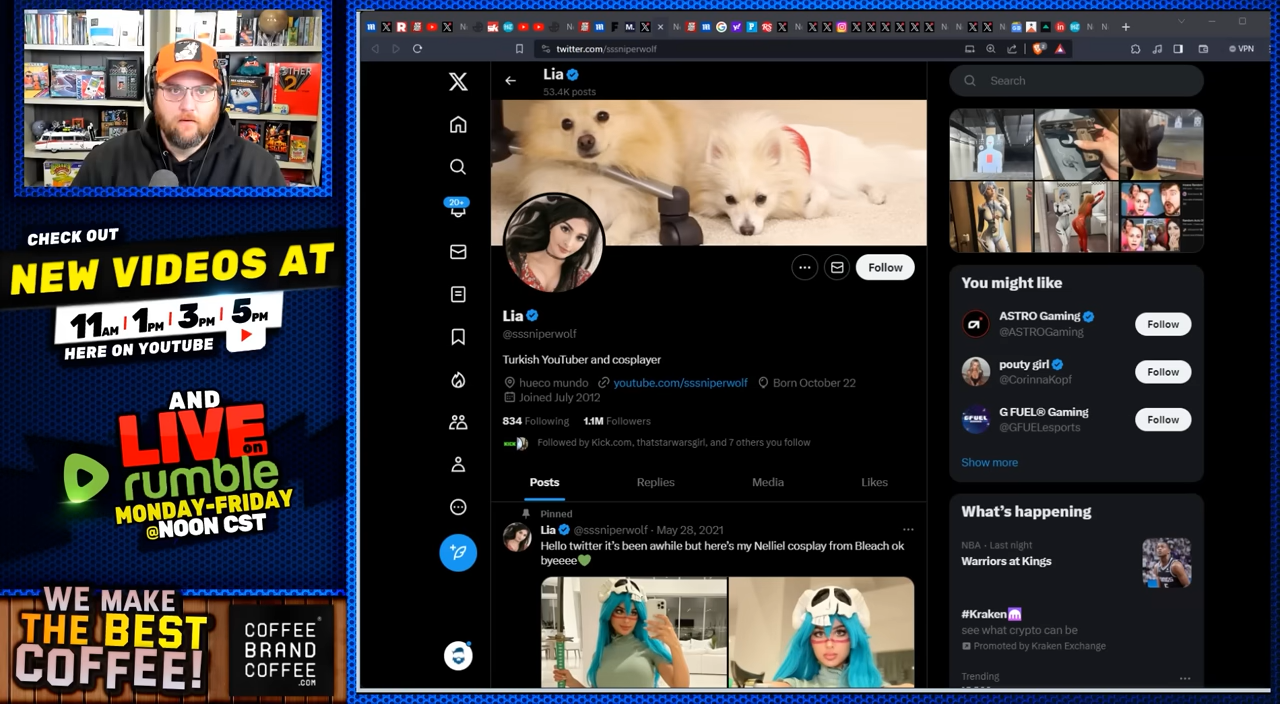 OTHER
2
CHECK OUT
NEW VIDEOS AT
11AM | 1PM | 3PM | 5PM
HERE ON YOUTUBE
AND
LIVE
on
rumble
MONDAY-FRIDAY
@NOON CST
WE MAKE
THE BEST
COFFEE!
COFFEE
BRAND
COFFEE
.COM
twitter.com/sssniperwolf
VPN
Lia
53.4K posts
20+
Follow
Lia
@sssniperwolf
Turkish YouTuber and cosplayer
hueco mundo youtube.com/sssniperwolf Born October 22
Joined July 2012
834 Following 1.1M Followers
KICK
Followed by Kick.com, thatstarwarsgirl, and 7 others you follow
Posts Replies Media Likes
Pinned
Lia @sssniperwolf · May 28, 2021
Hello twitter it's been awhile but here's my Nelliel cosplay from Bleach ok
byeeee💚
Search
You might like
ASTRO Gaming
@ASTROGaming
Follow
pouty girl
@CorinnaKopf
Follow
G FUEL® Gaming
@GFUELesports
Follow
Show more
What's happening
NBA · Last night
Warriors at Kings
#Kraken
see what crypto can be
Promoted by Kraken Exchange
Trending